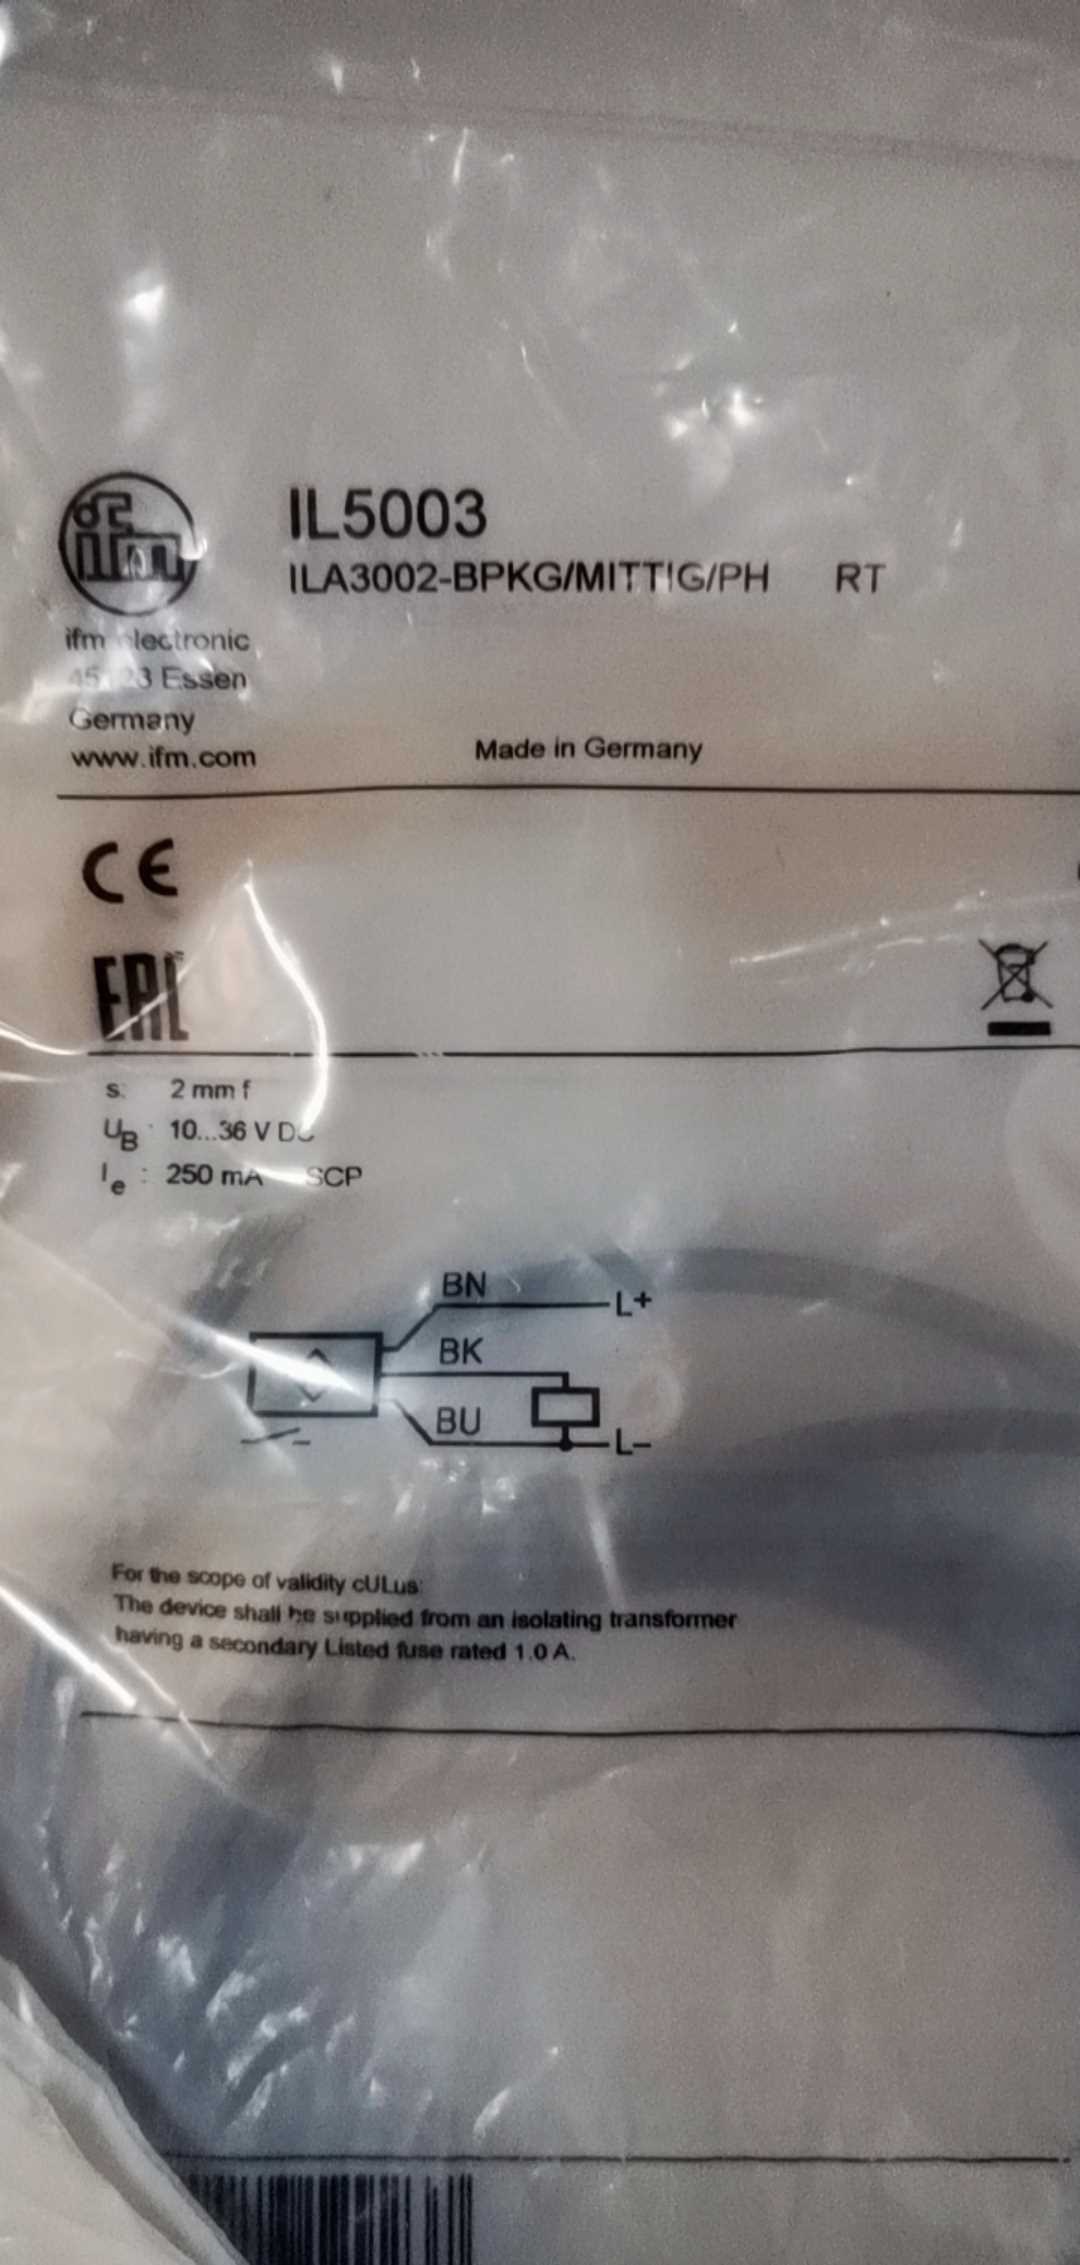 ifm
IL5003
ILA3002-BPKG/MITTIG/PH RT
ifm electronic
Essen
Germany
www.ifm.com
Made in Germany
CE
EAC
s: 2 mm f
UB : 10...36 V DC
Ie : 250 mA SCP
BN
L+
BK
BU
L−
For the scope of validity cULus:
The device shall be supplied from an isolating transformer
having a secondary Listed fuse rated 1.0 A.